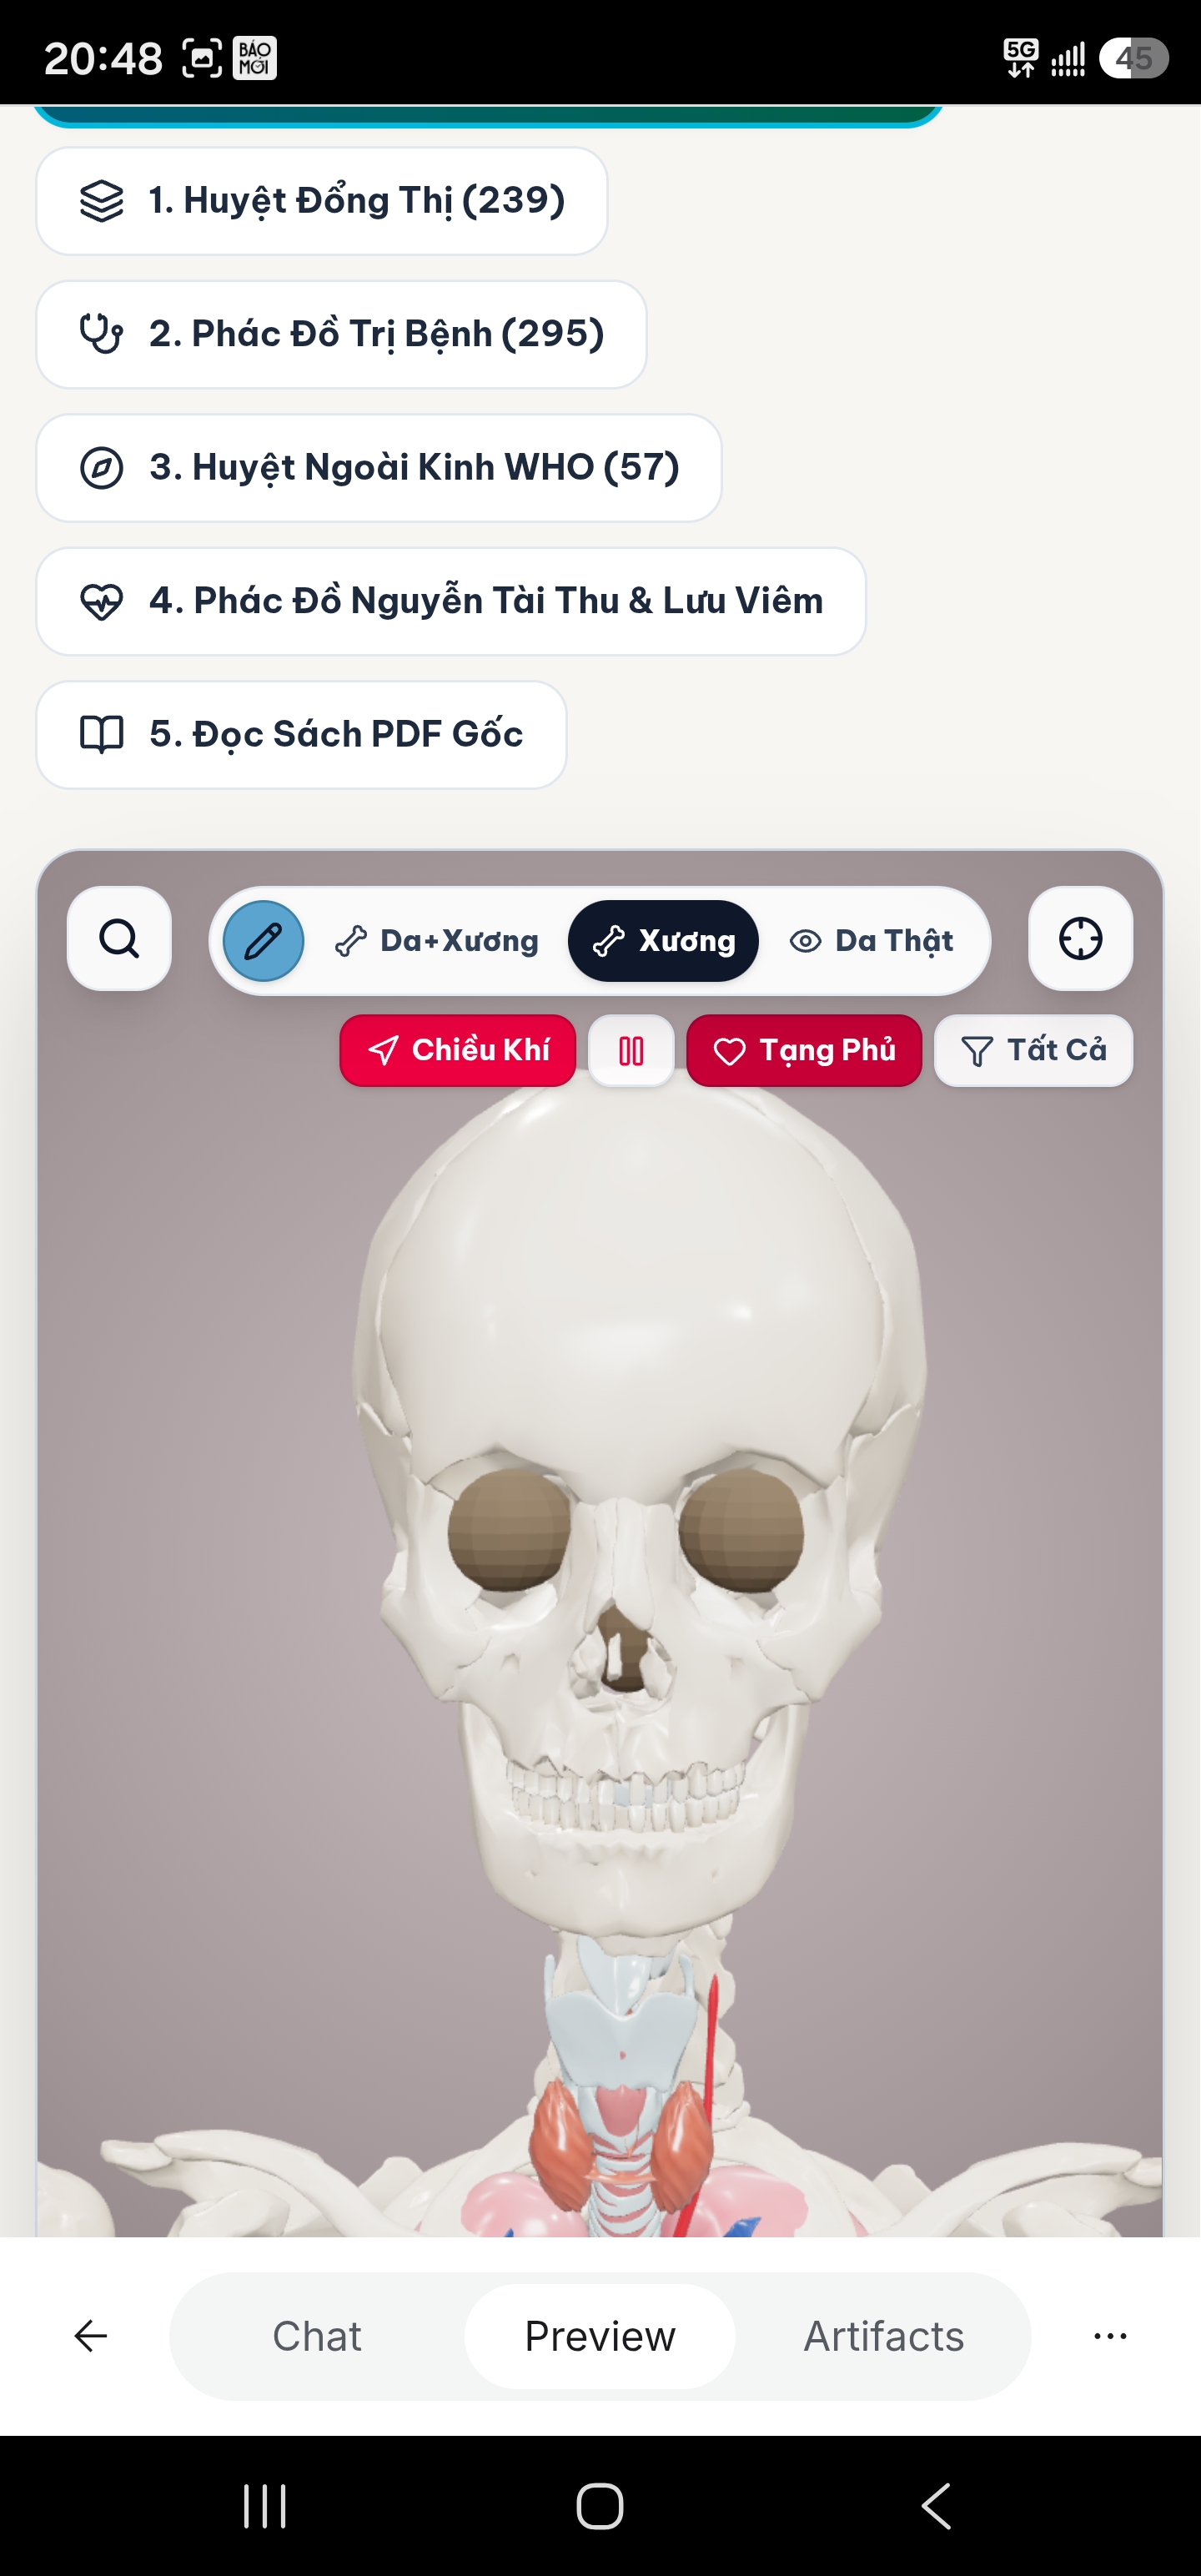 20:48
BÁO
MỚI
5G
45
1. Huyệt Đổng Thị (239)
2. Phác Đồ Trị Bệnh (295)
3. Huyệt Ngoài Kinh WHO (57)
4. Phác Đồ Nguyễn Tài Thu & Lưu Viêm
5. Đọc Sách PDF Gốc
Da+Xương
Xương
Da Thật
Chiều Khí
Tạng Phủ
Tất Cả
Chat
Preview
Artifacts